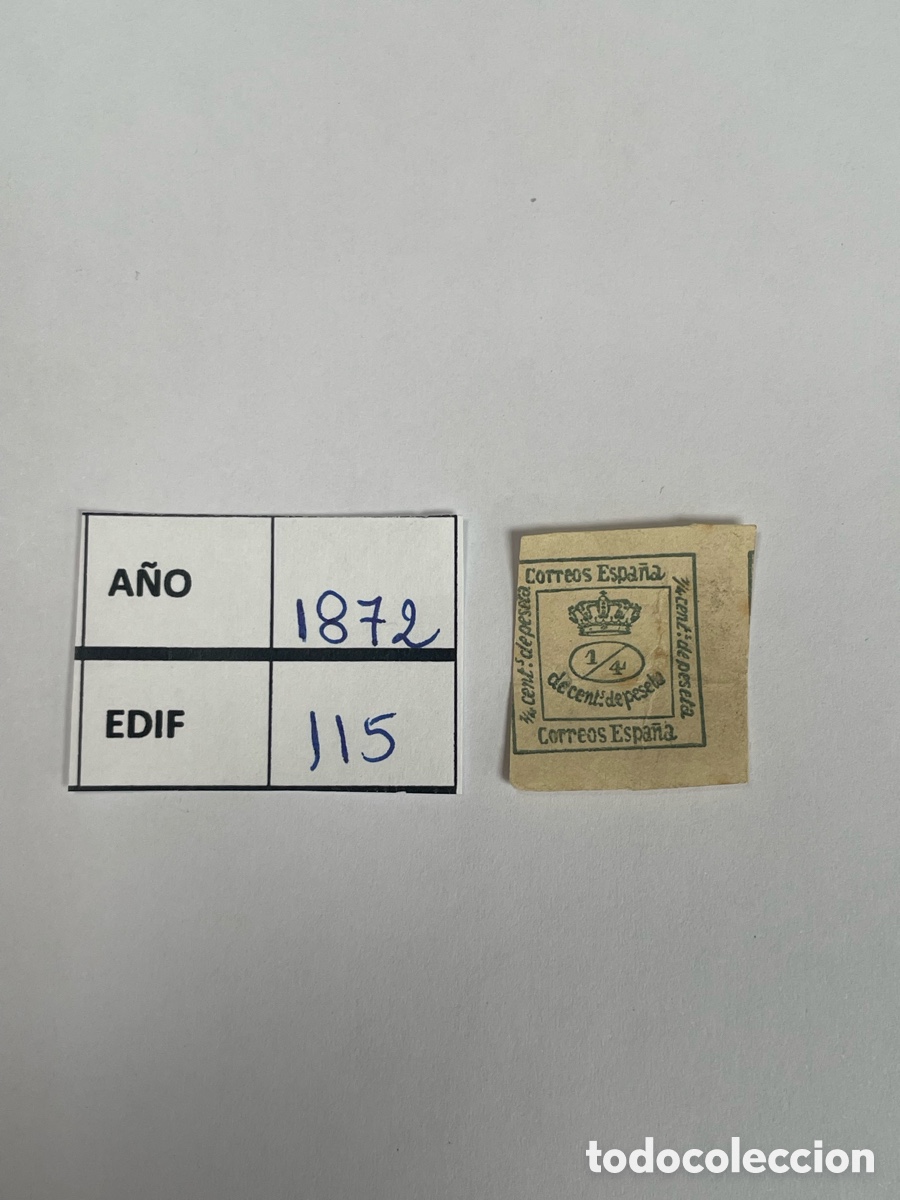 AÑO 1872
EDIF 115
Correos España
¼ cent.s de peseta
1/4
de cent.s de peseta
¼ cent.s de peseta
Correos España
todocoleccion